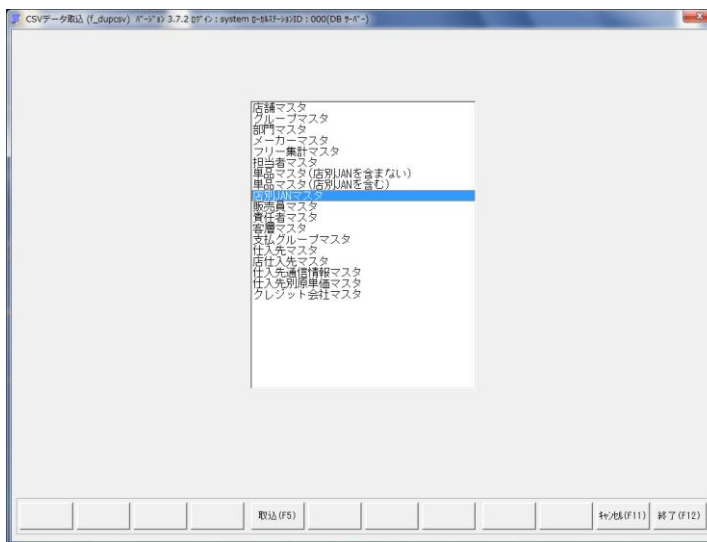 CSVデータ取込 (f_dupcsv) バージョン 3.7.2 ログイン : system ローカルステーションID : 000(DB サーバー)
店舗マスタ
グループマスタ
部門マスタ
メーカーマスタ
フリー集計マスタ
担当者マスタ
単品マスタ(店別JANを含まない)
単品マスタ(店別JANを含む)
店別JANマスタ
販売員マスタ
責任者マスタ
客層マスタ
支払グループマスタ
仕入先マスタ
店仕入先マスタ
仕入先通信情報マスタ
仕入先別原単価マスタ
クレジット会社マスタ
取込(F5)
キャンセル(F11)
終了(F12)